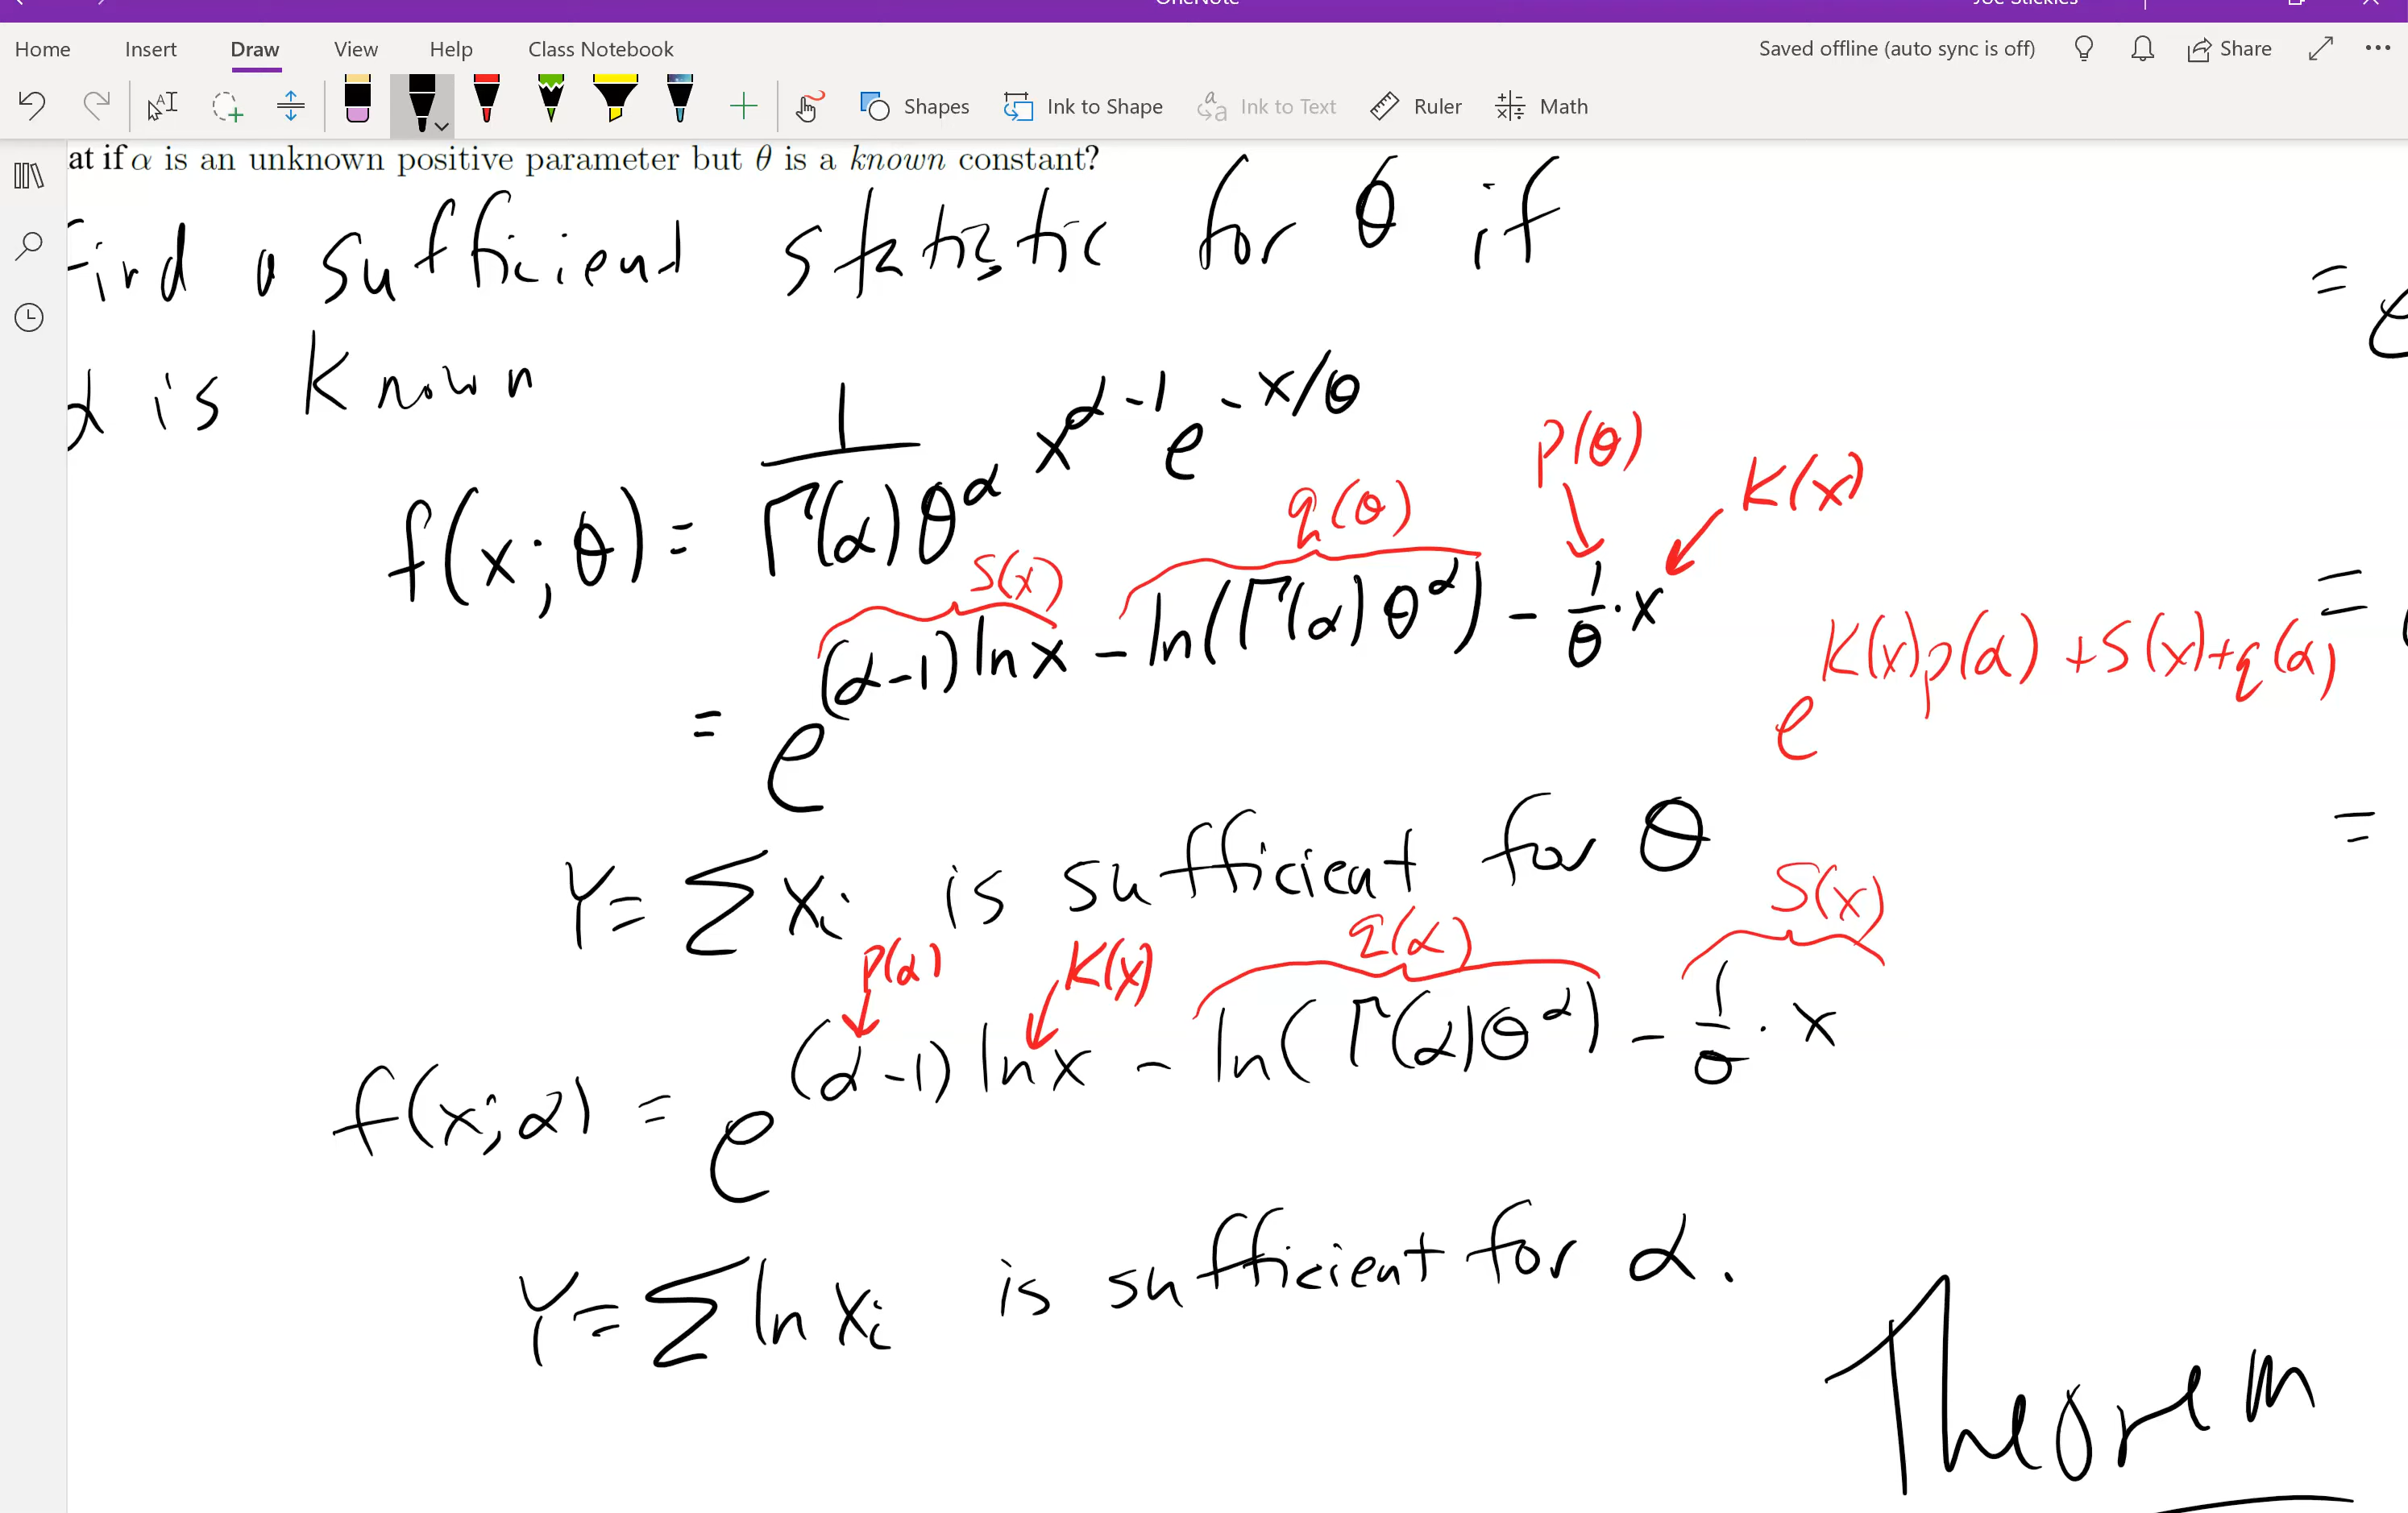 Home Insert Draw View Help Class Notebook Saved offline (auto sync is off) Share
Shapes Ink to Shape Ink to Text Ruler Math
at if α is an unknown positive parameter but θ is a known constant?
Find a sufficient statistic for θ if
α is known
f(x; θ) = 1/(Γ(α)θ^α) x^(α-1) e^(-x/θ)
p(θ)
K(x)
q(θ)
S(x)
= e^((α-1) ln x - ln(Γ(α)θ^α) - 1/θ · x)
e^(K(x)p(α) + S(x) + q(α))
Y = Σ Xi is sufficient for θ
p(α) K(x) q(α) S(x)
f(x; α) = e^((α-1) ln x - ln(Γ(α)θ^α) - 1/θ · x)
Y = Σ ln Xi is sufficient for α.
Theorem